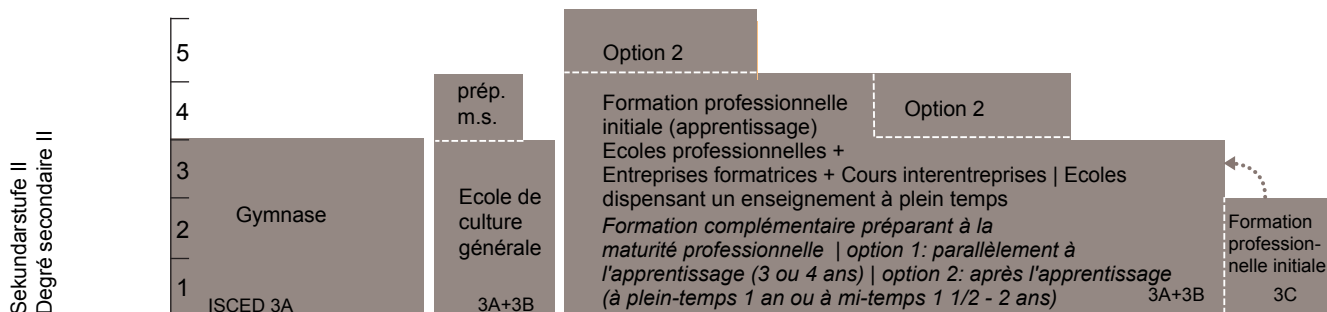 Sekundarstufe II
Degré secondaire II
5
4
3
2
1
Gymnase
ISCED 3A
prép.
m.s.
Ecole de
culture
générale
3A+3B
Option 2
Formation professionnelle
initiale (apprentissage)
Ecoles professionnelles +
Entreprises formatrices + Cours interentreprises | Ecoles
dispensant un enseignement à plein temps
Formation complémentaire préparant à la
maturité professionnelle | option 1: parallèlement à
l'apprentissage (3 ou 4 ans) | option 2: après l'apprentissage
(à plein-temps 1 an ou à mi-temps 1 1/2 - 2 ans)
3A+3B
Option 2
Formation
profession-
nelle initiale
3C